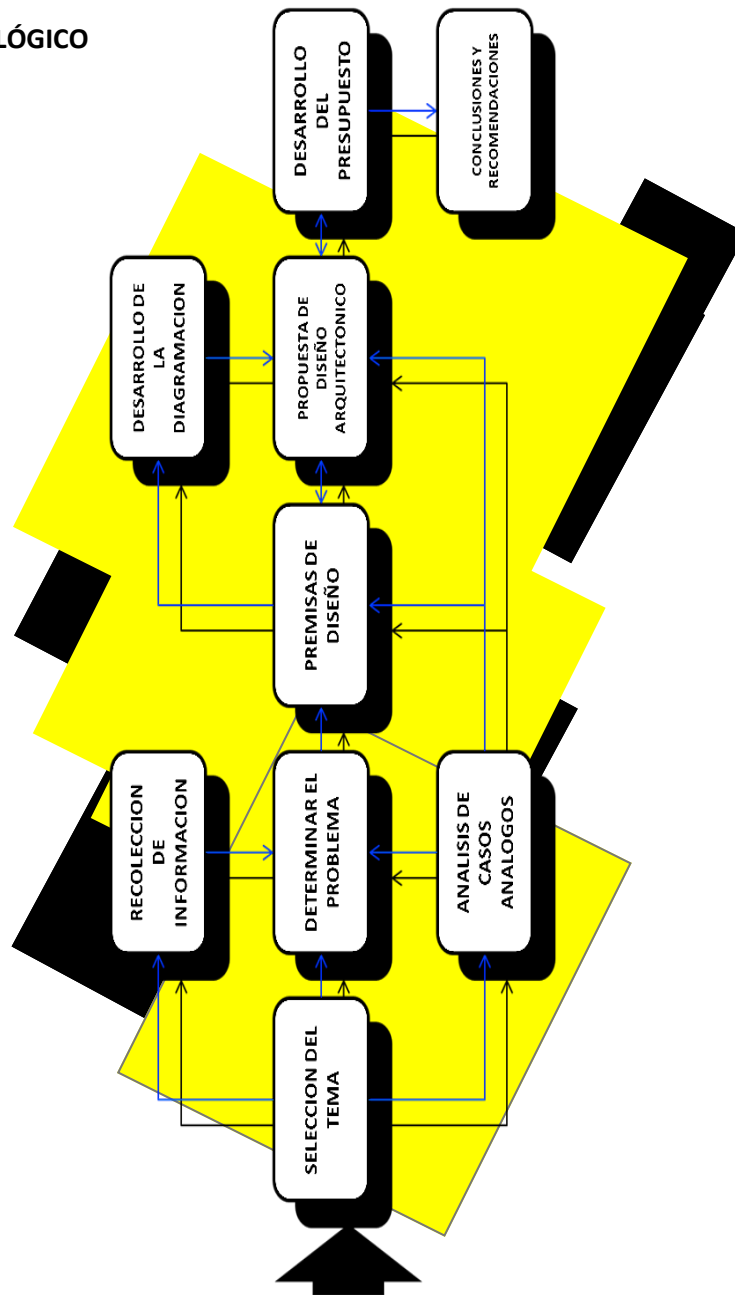 LÓGICO
DESARROLLO
DEL
PRESUPUESTO
CONCLUSIONES Y
RECOMENDACIONES
DESARROLLO DE
LA
DIAGRAMACION
PROPUESTA DE
DISEÑO
ARQUITECTONICO
PREMISAS DE
DISEÑO
RECOLECCION
DE
INFORMACION
DETERMINAR EL
PROBLEMA
ANALISIS DE
CASOS
ANALOGOS
SELECCION DEL
TEMA